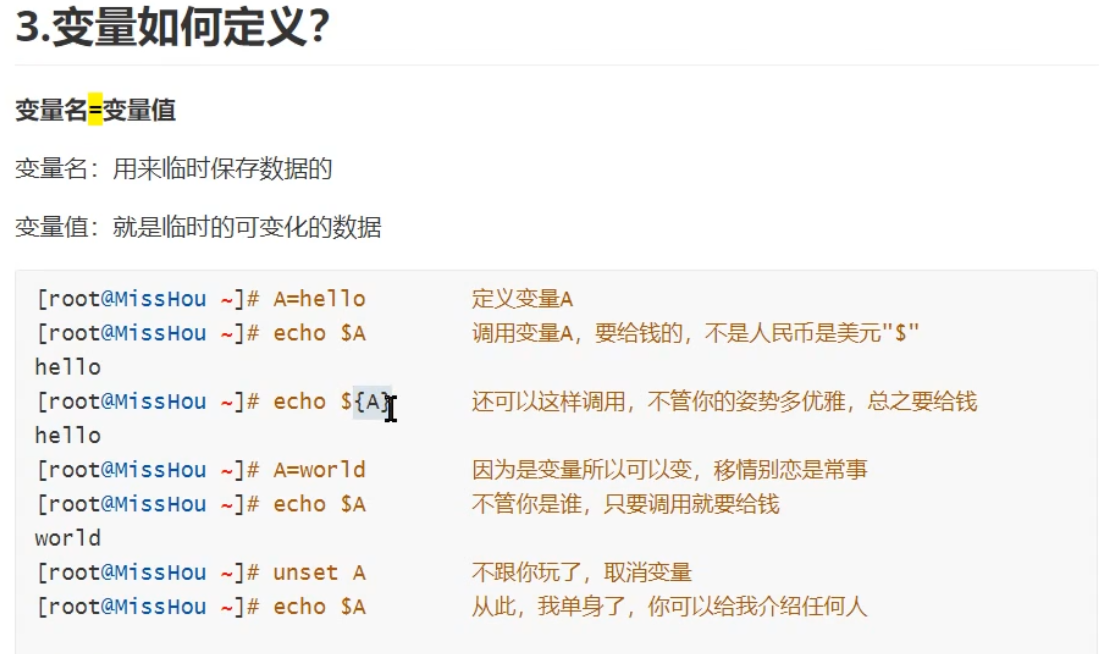 3.变量如何定义？
变量名=变量值
变量名：用来临时保存数据的
变量值：就是临时的可变化的数据
[root@MissHou ~]# A=hello 定义变量A
[root@MissHou ~]# echo $A 调用变量A，要给钱的，不是人民币是美元"$"
hello
[root@MissHou ~]# echo ${A} 还可以这样调用，不管你的姿势多优雅，总之要给钱
hello
[root@MissHou ~]# A=world 因为是变量所以可以变，移情别恋是常事
[root@MissHou ~]# echo $A 不管你是谁，只要调用就要给钱
world
[root@MissHou ~]# unset A 不跟你玩了，取消变量
[root@MissHou ~]# echo $A 从此，我单身了，你可以给我介绍任何人